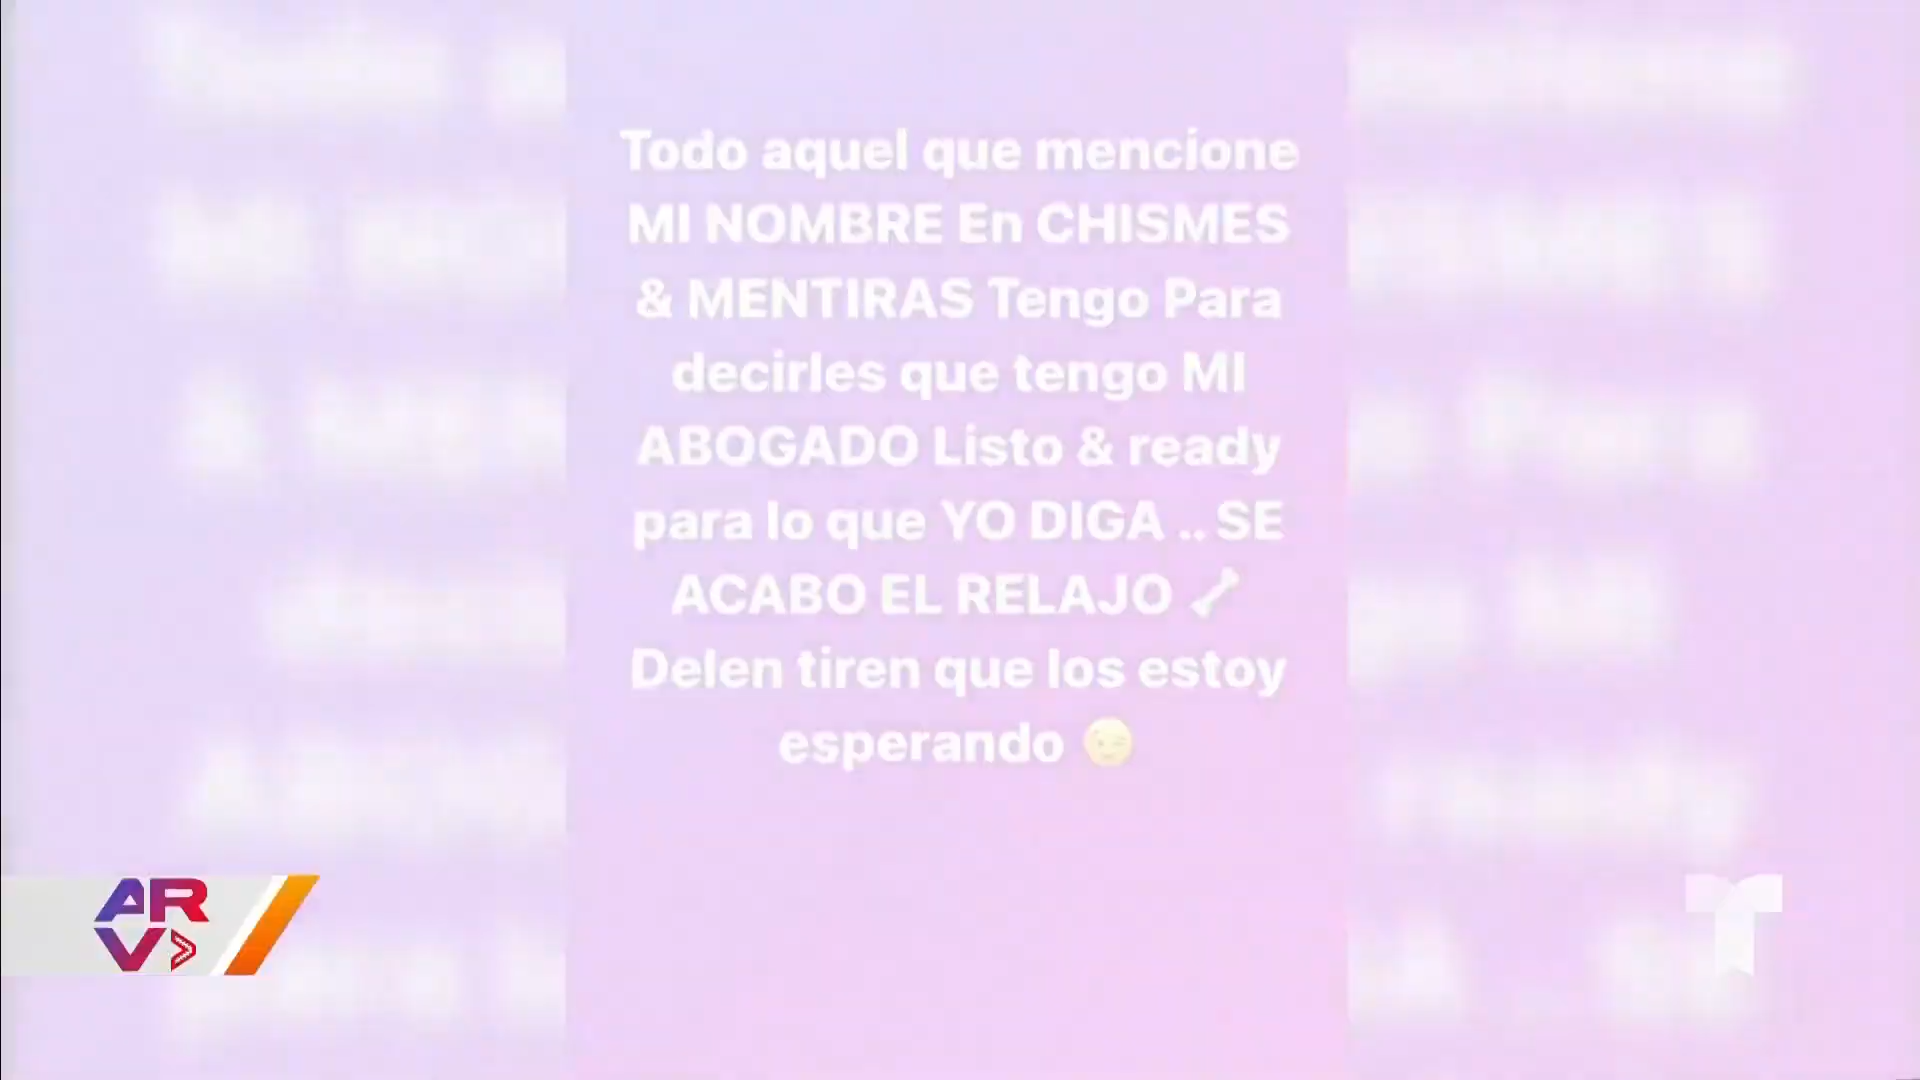 Todo aquel que mencione
MI NOMBRE En CHISMES
& MENTIRAS Tengo Para
decirles que tengo MI
ABOGADO Listo & ready
para lo que YO DIGA .. SE
ACABO EL RELAJO 🦴
Delen tiren que los estoy
esperando 😉
AR
V
T